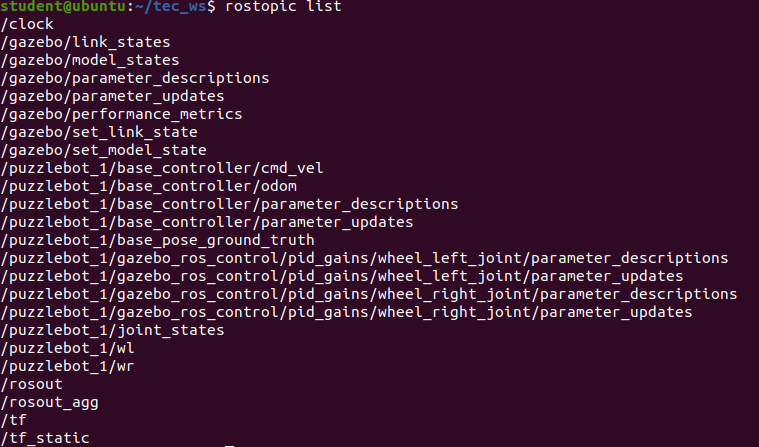 student@ubuntu:~/tec_ws$ rostopic list
/clock
/gazebo/link_states
/gazebo/model_states
/gazebo/parameter_descriptions
/gazebo/parameter_updates
/gazebo/performance_metrics
/gazebo/set_link_state
/gazebo/set_model_state
/puzzlebot_1/base_controller/cmd_vel
/puzzlebot_1/base_controller/odom
/puzzlebot_1/base_controller/parameter_descriptions
/puzzlebot_1/base_controller/parameter_updates
/puzzlebot_1/base_pose_ground_truth
/puzzlebot_1/gazebo_ros_control/pid_gains/wheel_left_joint/parameter_descriptions
/puzzlebot_1/gazebo_ros_control/pid_gains/wheel_left_joint/parameter_updates
/puzzlebot_1/gazebo_ros_control/pid_gains/wheel_right_joint/parameter_descriptions
/puzzlebot_1/gazebo_ros_control/pid_gains/wheel_right_joint/parameter_updates
/puzzlebot_1/joint_states
/puzzlebot_1/wl
/puzzlebot_1/wr
/rosout
/rosout_agg
/tf
/tf_static